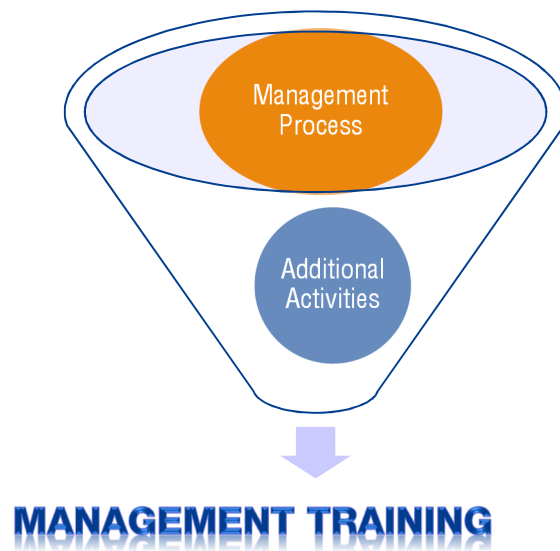 Management
Process
Additional
Activities
MANAGEMENT TRAINING